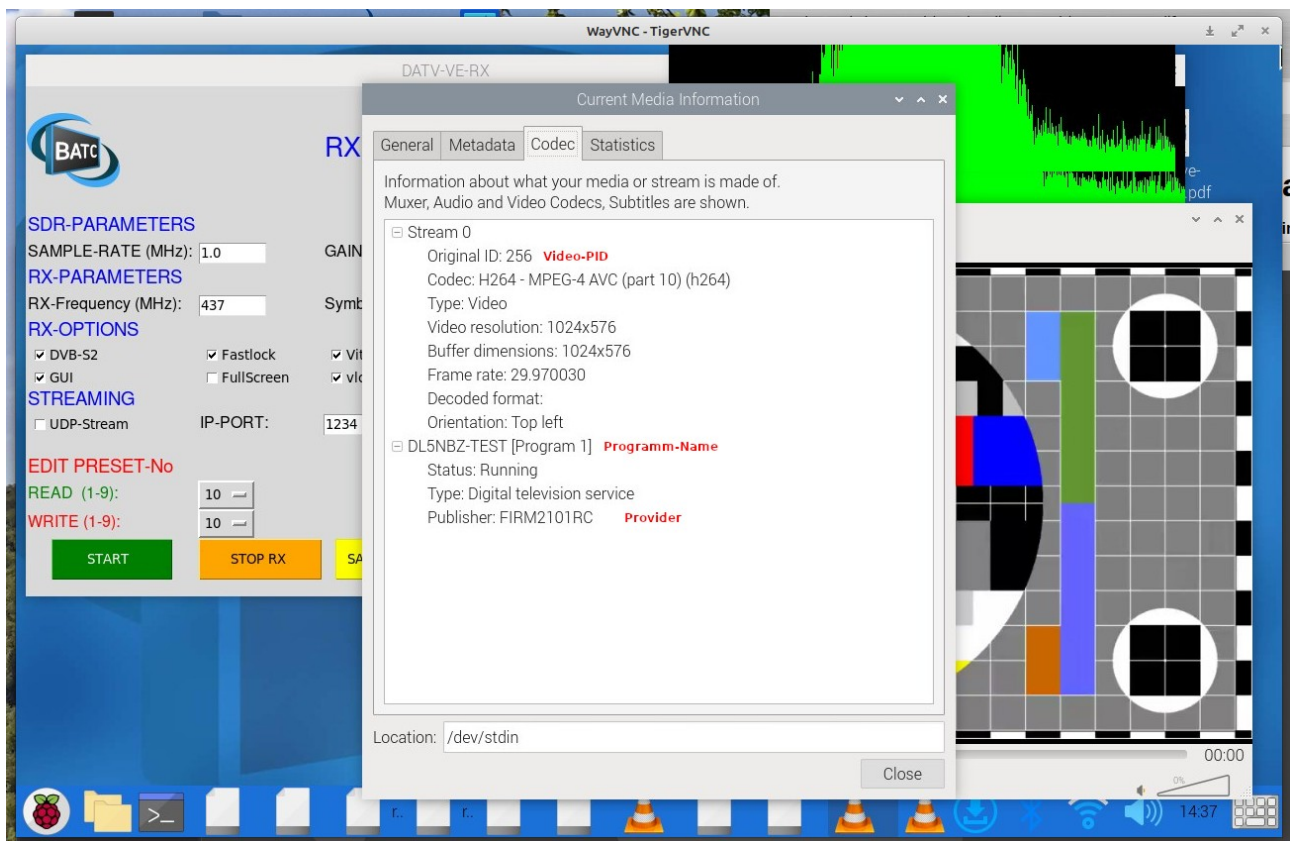 WayVNC - TigerVNC
DATV-VE-RX
Current Media Information
BATC
RX
General Metadata Codec Statistics
Information about what your media or stream is made of.
Muxer, Audio and Video Codecs, Subtitles are shown.
Stream 0
Original ID: 256 Video-PID
Codec: H264 - MPEG-4 AVC (part 10) (h264)
Type: Video
Video resolution: 1024x576
Buffer dimensions: 1024x576
Frame rate: 29.970030
Decoded format:
Orientation: Top left
DL5NBZ-TEST [Program 1] Programm-Name
Status: Running
Type: Digital television service
Publisher: FIRM2101RC Provider
Location: /dev/stdin
Close
SDR-PARAMETERS
SAMPLE-RATE (MHz): 1.0 GAIN
RX-PARAMETERS
RX-Frequency (MHz): 437 Symb
RX-OPTIONS
DVB-S2 Fastlock Vit
GUI FullScreen vlc
STREAMING
UDP-Stream IP-PORT: 1234
EDIT PRESET-No
READ (1-9): 10
WRITE (1-9): 10
START STOP RX SA
ve-
.pdf
00:00
0%
r.. r..
14:37